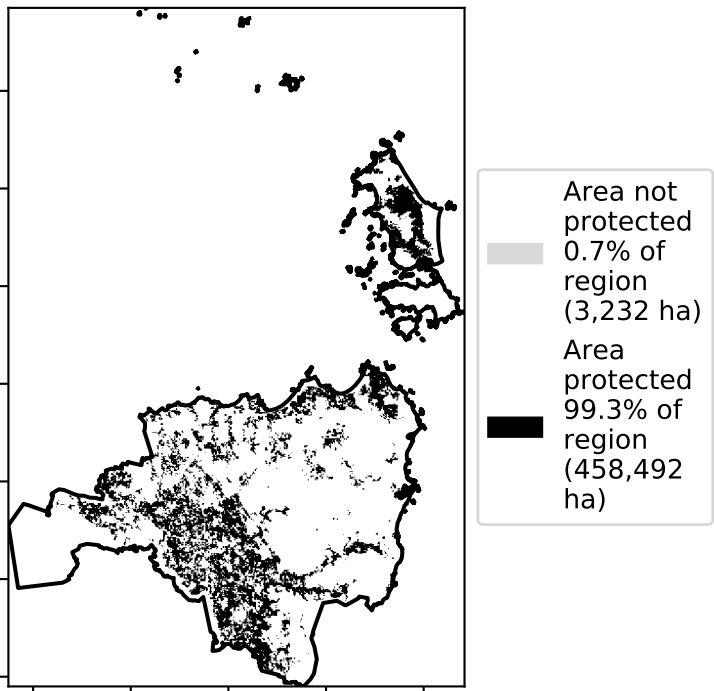 Area not
protected
0.7% of
region
(3,232 ha)
Area
protected
99.3% of
region
(458,492
ha)